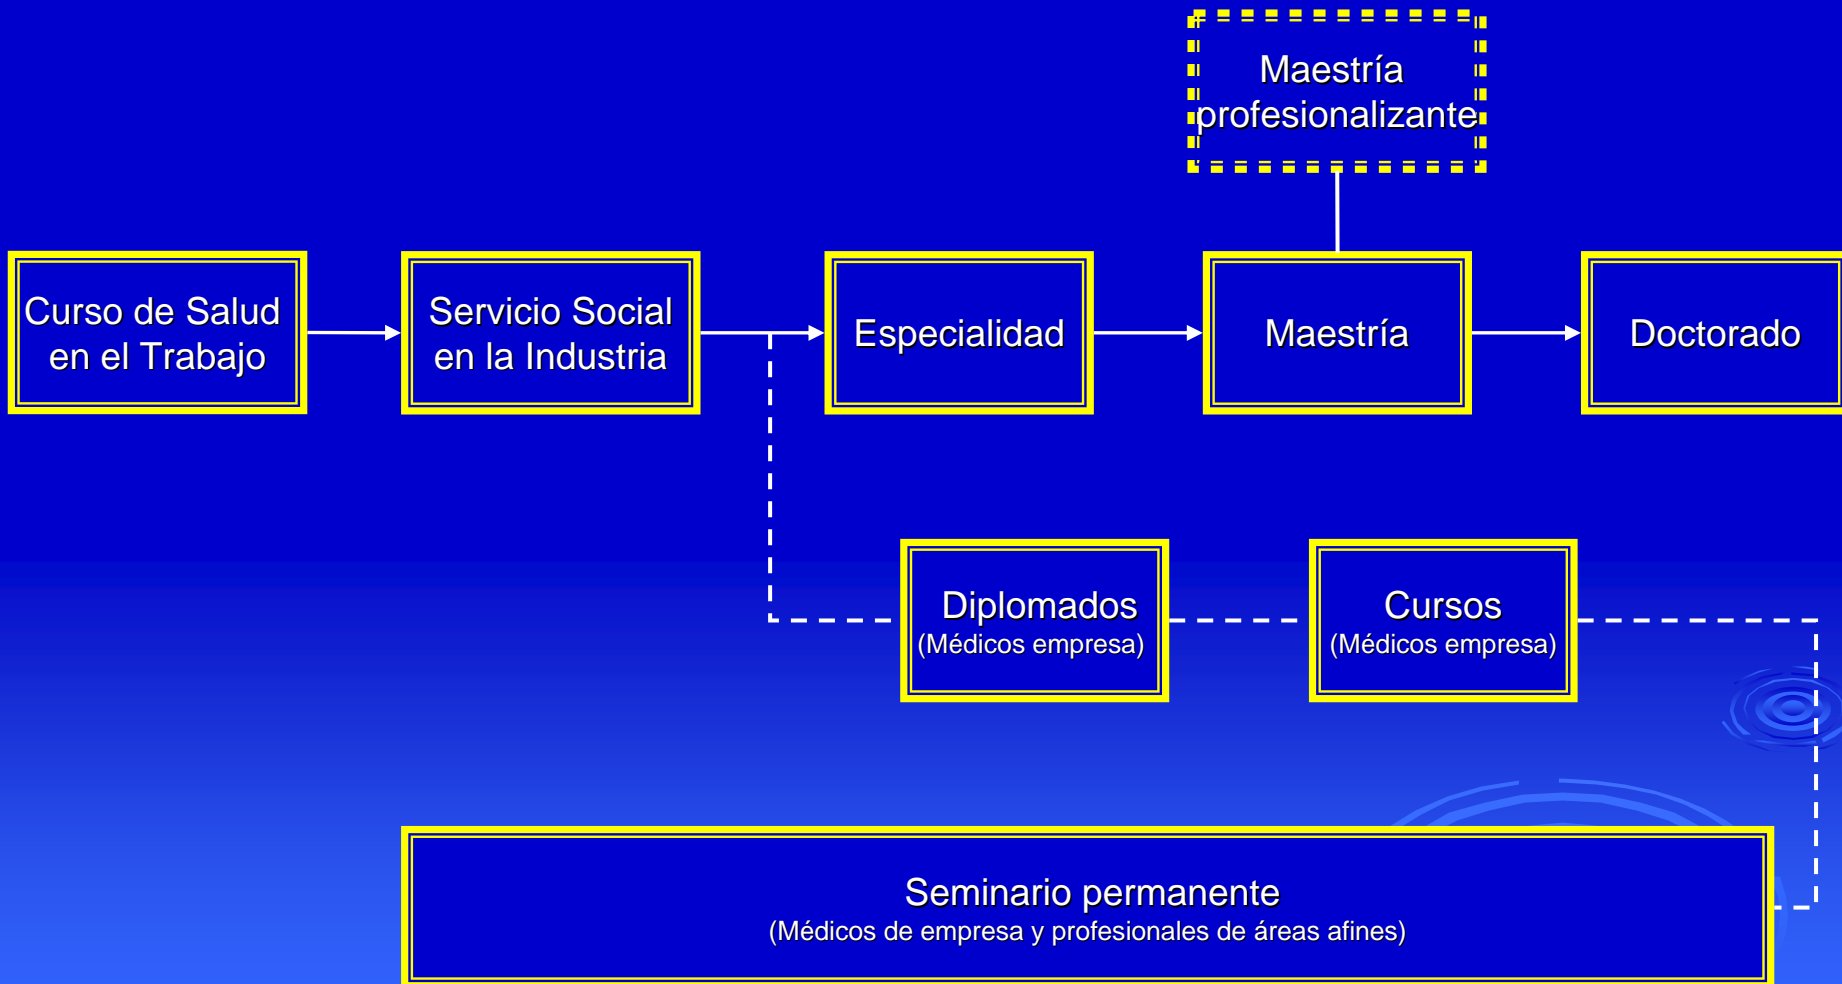 Maestría
profesionalizante
Curso de Salud
en el Trabajo
Servicio Social
en la Industria
Especialidad
Maestría
Doctorado
Diplomados
(Médicos empresa)
Cursos
(Médicos empresa)
Seminario permanente
(Médicos de empresa y profesionales de áreas afines)